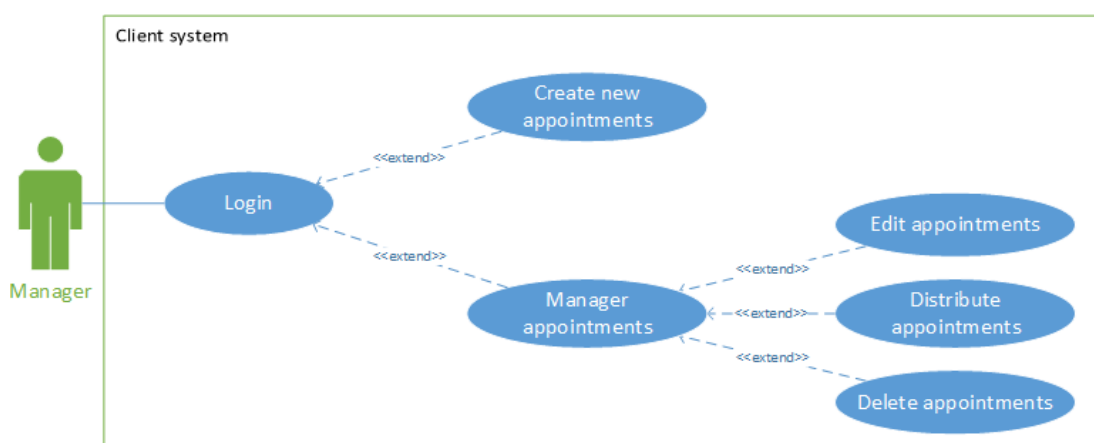 Client system
Create new
appointments
<<extend>>
Login
Edit appointments
<<extend>>
<<extend>>
Manager
Manager
appointments
<<extend>>
Distribute
appointments
<<extend>>
Delete appointments